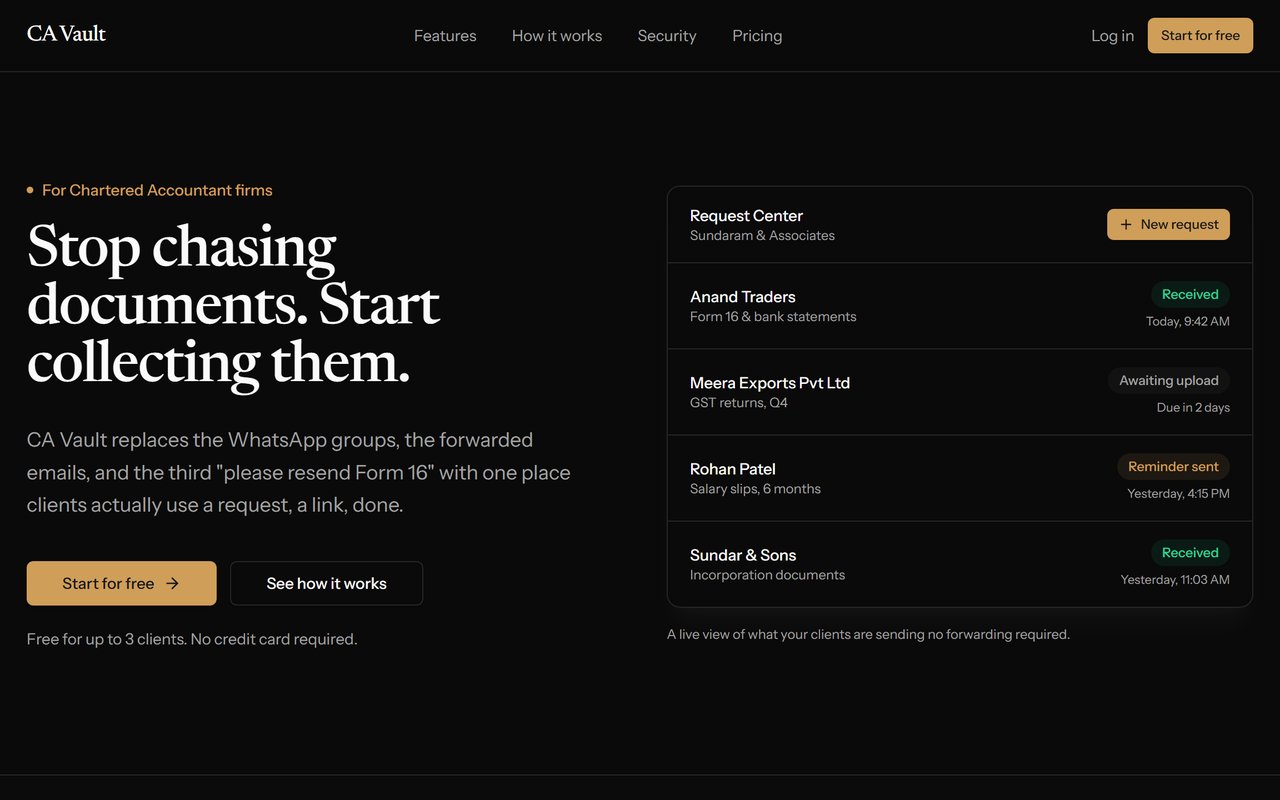 CA Vault
Features
How it works
Security
Pricing
Log in
Start for free
For Chartered Accountant firms
Stop chasing
documents. Start
collecting them.
CA Vault replaces the WhatsApp groups, the forwarded
emails, and the third "please resend Form 16" with one place
clients actually use a request, a link, done.
Start for free
See how it works
Free for up to 3 clients. No credit card required.
Request Center
Sundaram & Associates
New request
Anand Traders
Form 16 & bank statements
Received
Today, 9:42 AM
Meera Exports Pvt Ltd
GST returns, Q4
Awaiting upload
Due in 2 days
Rohan Patel
Salary slips, 6 months
Reminder sent
Yesterday, 4:15 PM
Sundar & Sons
Incorporation documents
Received
Yesterday, 11:03 AM
A live view of what your clients are sending no forwarding required.